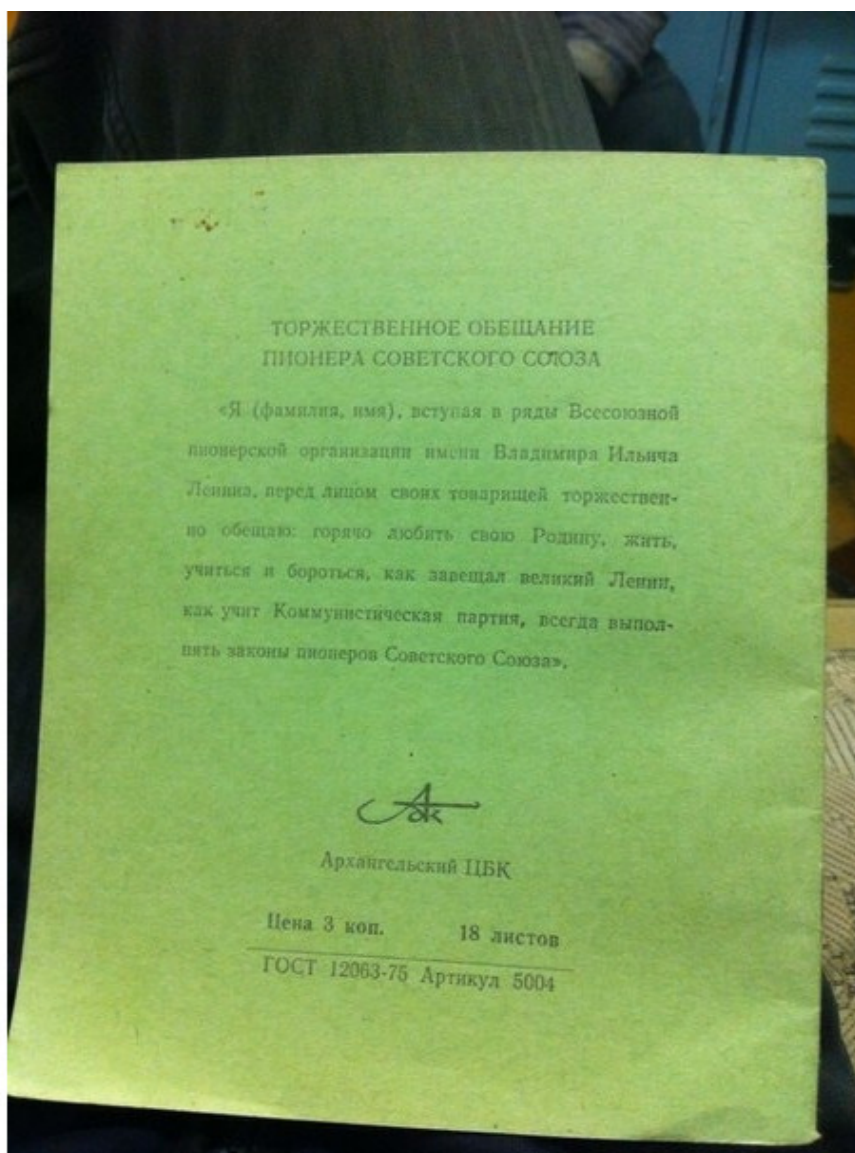 ТОРЖЕСТВЕННОЕ ОБЕЩАНИЕ
ПИОНЕРА СОВЕТСКОГО СОЮЗА
«Я (фамилия, имя), вступая в ряды Всесоюзной
пионерской организации имени Владимира Ильича
Ленина, перед лицом своих товарищей торжествен-
но обещаю: горячо любить свою Родину, жить,
учиться и бороться, как завещал великий Ленин,
как учит Коммунистическая партия, всегда выпол-
нять законы пионеров Советского Союза».
Абк
Архангельский ЦБК
Цена 3 коп. 18 листов
ГОСТ 12063-75 Артикул 5004